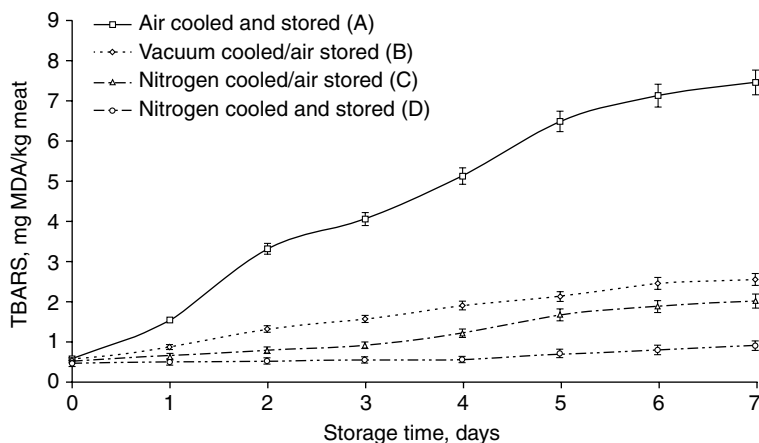 9
8
7
6
5
4
3
2
1
0
TBARS, mg MDA/kg meat
Air cooled and stored (A)
Vacuum cooled/air stored (B)
Nitrogen cooled/air stored (C)
Nitrogen cooled and stored (D)
0 1 2 3 4 5 6 7
Storage time, days